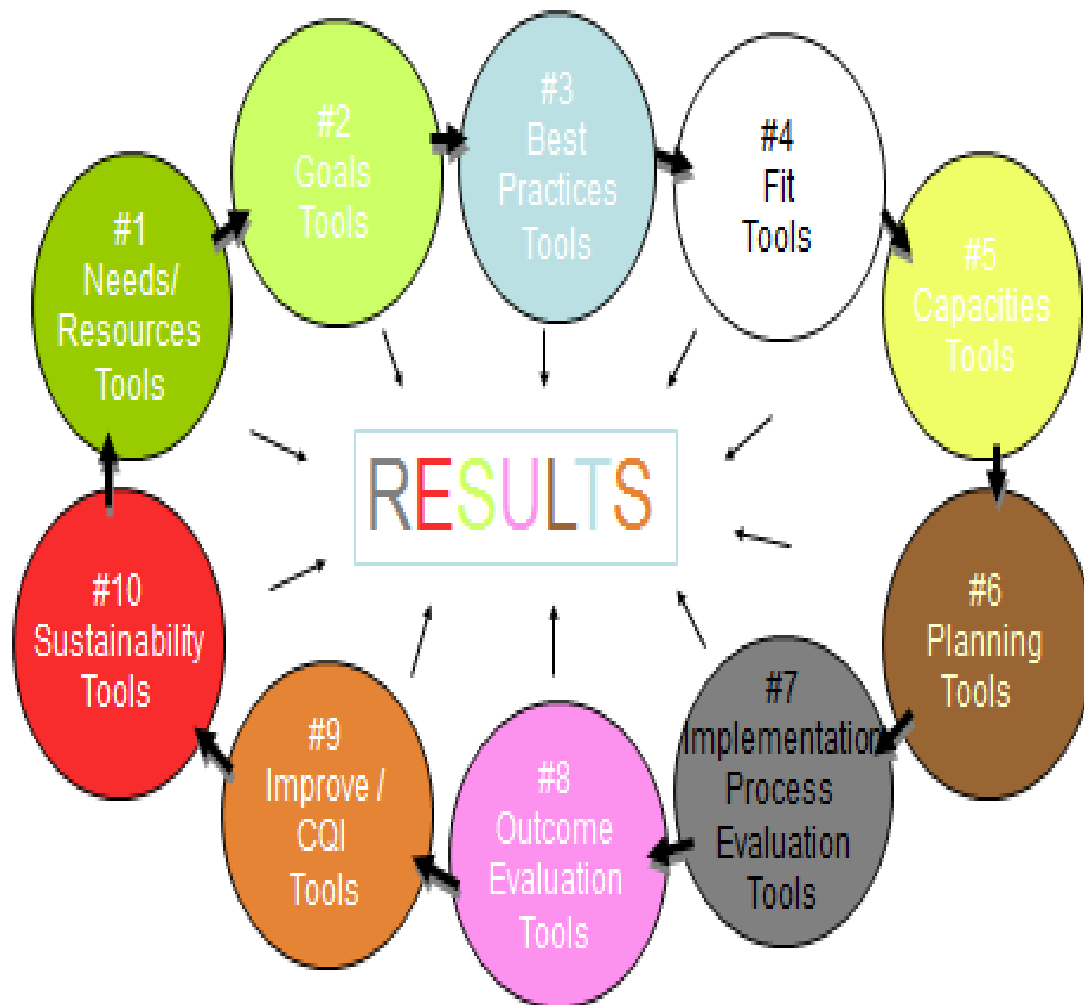 #1
Needs/
Resources
Tools
#2
Goals
Tools
#3
Best
Practices
Tools
#4
Fit
Tools
#5
Capacities
Tools
#6
Planning
Tools
#7
Implementation
Process
Evaluation
Tools
#8
Outcome
Evaluation
Tools
#9
Improve /
CQI
Tools
#10
Sustainability
Tools
RESULTS